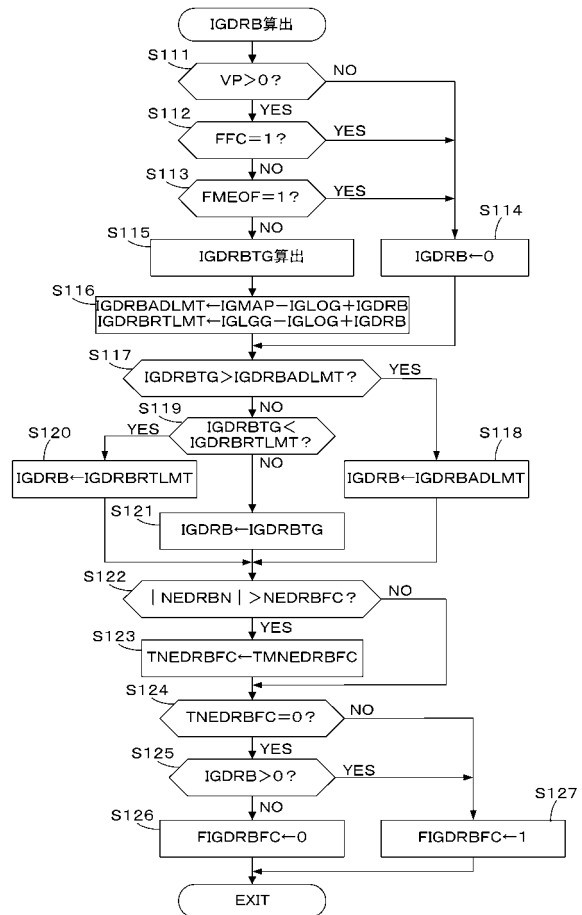 IGDRB算出
S111
VP>0?
NO
YES
S112
FFC=1?
YES
NO
S113
FMEOF=1?
YES
NO
S114
IGDRB←0
S115
IGDRBTG算出
S116
IGDRBADLMT←IGMAP-IGLOG+IGDRB
IGDRBRTLMT←IGLGG-IGLOG+IGDRB
S117
IGDRBTG>IGDRBADLMT?
YES
NO
S119
IGDRBTG<
IGDRBRTLMT?
YES
NO
S120
IGDRB←IGDRBRTLMT
S118
IGDRB←IGDRBADLMT
S121
IGDRB←IGDRBTG
S122
|NEDRBN|>NEDRBFC?
NO
YES
S123
TNEDRBFC←TMNEDRBFC
S124
TNEDRBFC=0?
NO
YES
S125
IGDRB>0?
YES
NO
S126
FIGDRBFC←0
S127
FIGDRBFC←1
EXIT